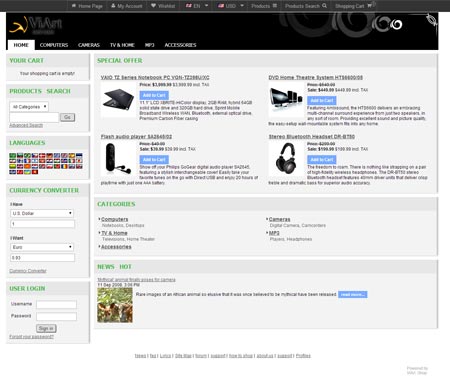 Home Page My Account Wishlist EN USD Products Products Search Shopping Cart
ViArt
HOME COMPUTERS CAMERAS TV & HOME MP3 ACCESSORIES
YOUR CART
Your shopping cart is empty!
PRODUCTS SEARCH
All Categories
Go
Advanced Search
LANGUAGES
CURRENCY CONVERTER
I Have
U.S. Dollar
1
I Want
Euro
0.93
Currency Converter
USER LOGIN
Username
Password
Sign in
Forgot your password?
SPECIAL OFFER
VAIO TZ Series Notebook PC VGN-TZ398U/XC
Price: $3,099.99 $3,999.99 incl. TAX
Add to Cart
11.1" LCD XBRITE-HiColor display, 2GB RAM, hybrid 64GB solid state drive and 320GB hard drive, Sprint Mobile Broadband Wireless WAN, Bluetooth, external optical drive, Premium Carbon Fiber casing
DVD Home Theatre System HTS6600/08
Price: $549.99
Sale: $449.99 $449.99 incl. TAX
Add to Cart
Featuring Ambisound, the HTS6600 delivers an embracing multi-channel surround experience from just two speakers, in any sort of room. Providing excellent sound and picture quality, the easy-setup wall-mountable system fits into any home.
Flash audio player SA2645/02
Price: $49.99
Sale: $39.99 $39.99 incl. TAX
Add to Cart
Show off your Philips GoGear digital audio player SA2645, featuring a stylish interchangeable cover! Easily take your favorite tunes on the go with Direct USB and enjoy 20 hours of playtime with just one AAA battery.
Stereo Bluetooth Headset DR-BT50
Price: $209.99
Sale: $199.99 $199.99 incl. TAX
Add to Cart
The freedom to roam. There is nothing like strolling on a pair of high-fidelity wireless headphones. The DR-BT50 stereo Bluetooth headset features 40mm driver units that deliver crisp treble and dramatic bass for superior audio accuracy.
CATEGORIES
Computers
Notebooks, Desktops
Cameras
Digital Camera, Camcorders
TV & Home
Televisions, Home Theater
MP3
Players, Headphones
Accessories
NEWS HOT
Mythical animal finally poses for camera
11 Sep 2008, 3:06 PM
Rare images of an African animal so elusive that it was once believed to be mythical have been released.
read more...
News | faq | Lyrics | Site Map | forum | support | how to shop | about us | support | Profiles
Powered by
ViArt Shop